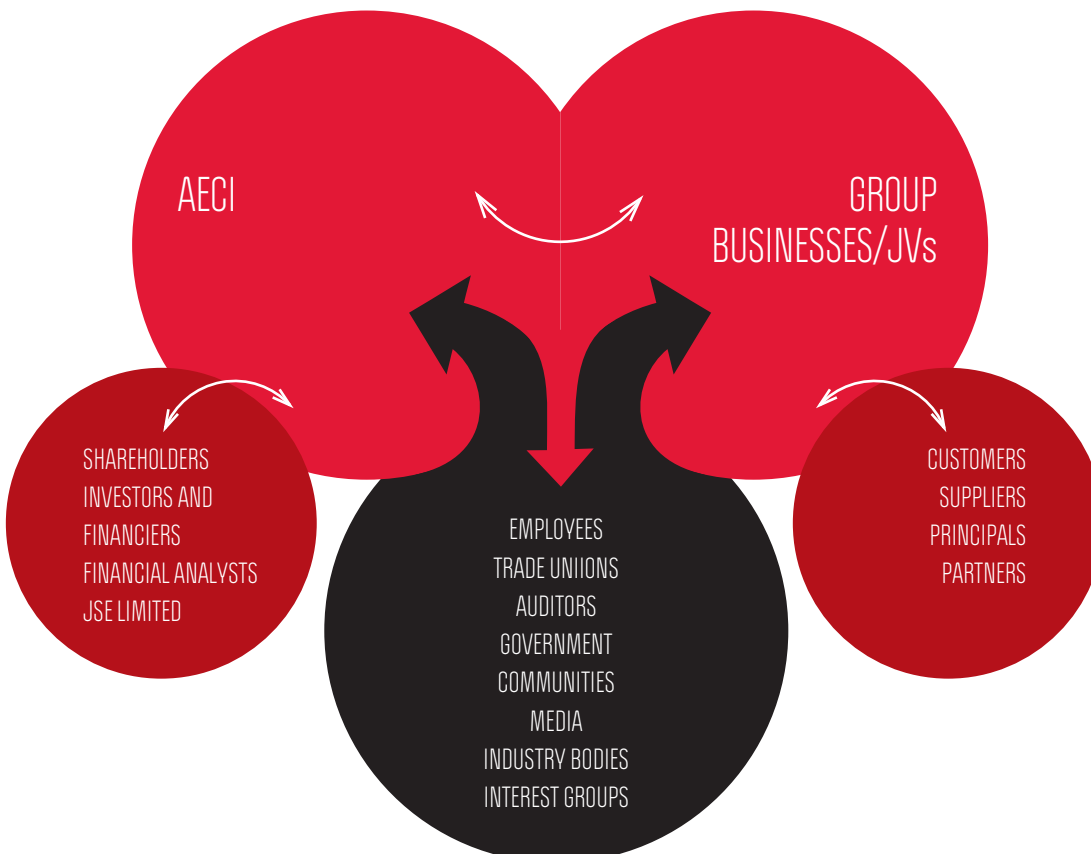 AECI
GROUP
BUSINESSES/JVs
SHAREHOLDERS
INVESTORS AND
FINANCIERS
FINANCIAL ANALYSTS
JSE LIMITED
EMPLOYEES
TRADE UNIIONS
AUDITORS
GOVERNMENT
COMMUNITIES
MEDIA
INDUSTRY BODIES
INTEREST GROUPS
CUSTOMERS
SUPPLIERS
PRINCIPALS
PARTNERS